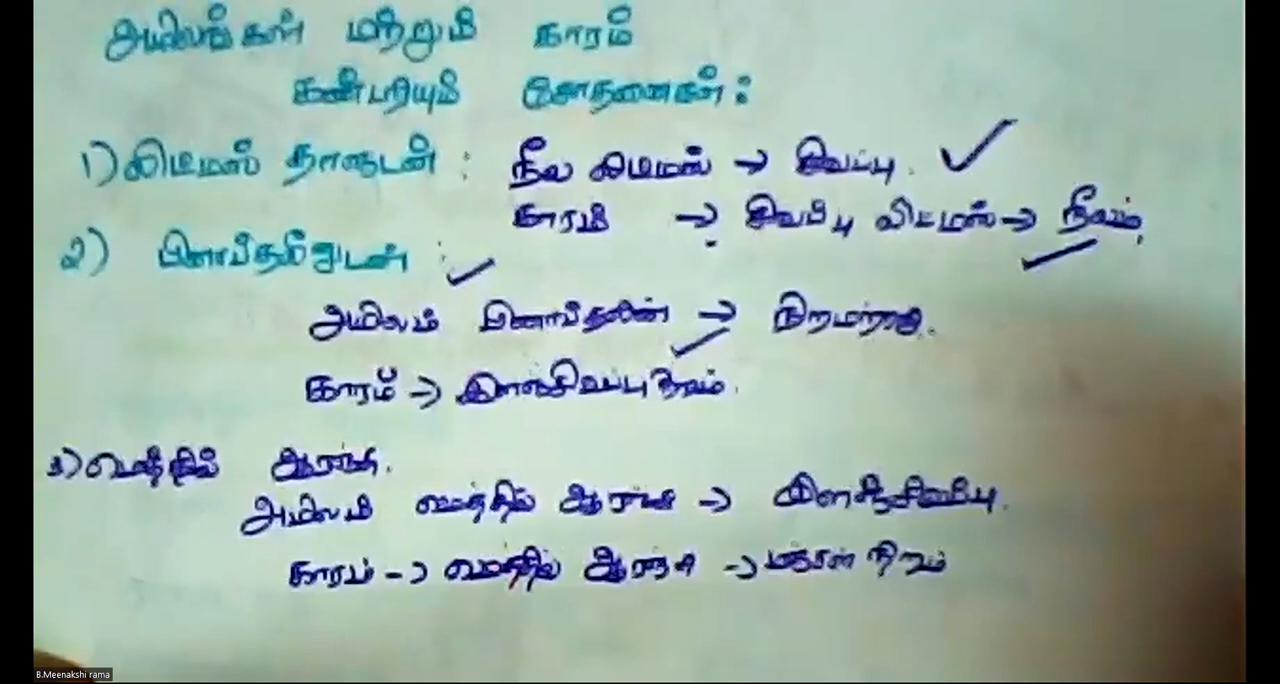 அமிலங்கள் மற்றும் காரம்
கண்டறியும் சோதனைகள் :
1) லிட்மஸ் தாளுடன் : நீல லிட்மஸ் → சிவப்பு.
காரம் → சிவப்பு லிட்மஸ் → நீலம்.
2) பினாப்தலினுடன் :
அமிலம் பினாப்தலின் → நிறமற்றது.
காரம் → இளஞ்சிவப்பு நிறம்.
3) மெத்தில் ஆரஞ்சு.
அமிலம் மெத்தில் ஆரஞ்சு → இளஞ்சிவப்பு.
காரம் → மெத்தில் ஆரஞ்சு → மஞ்சள் நிறம்
B.Meenakshi rama